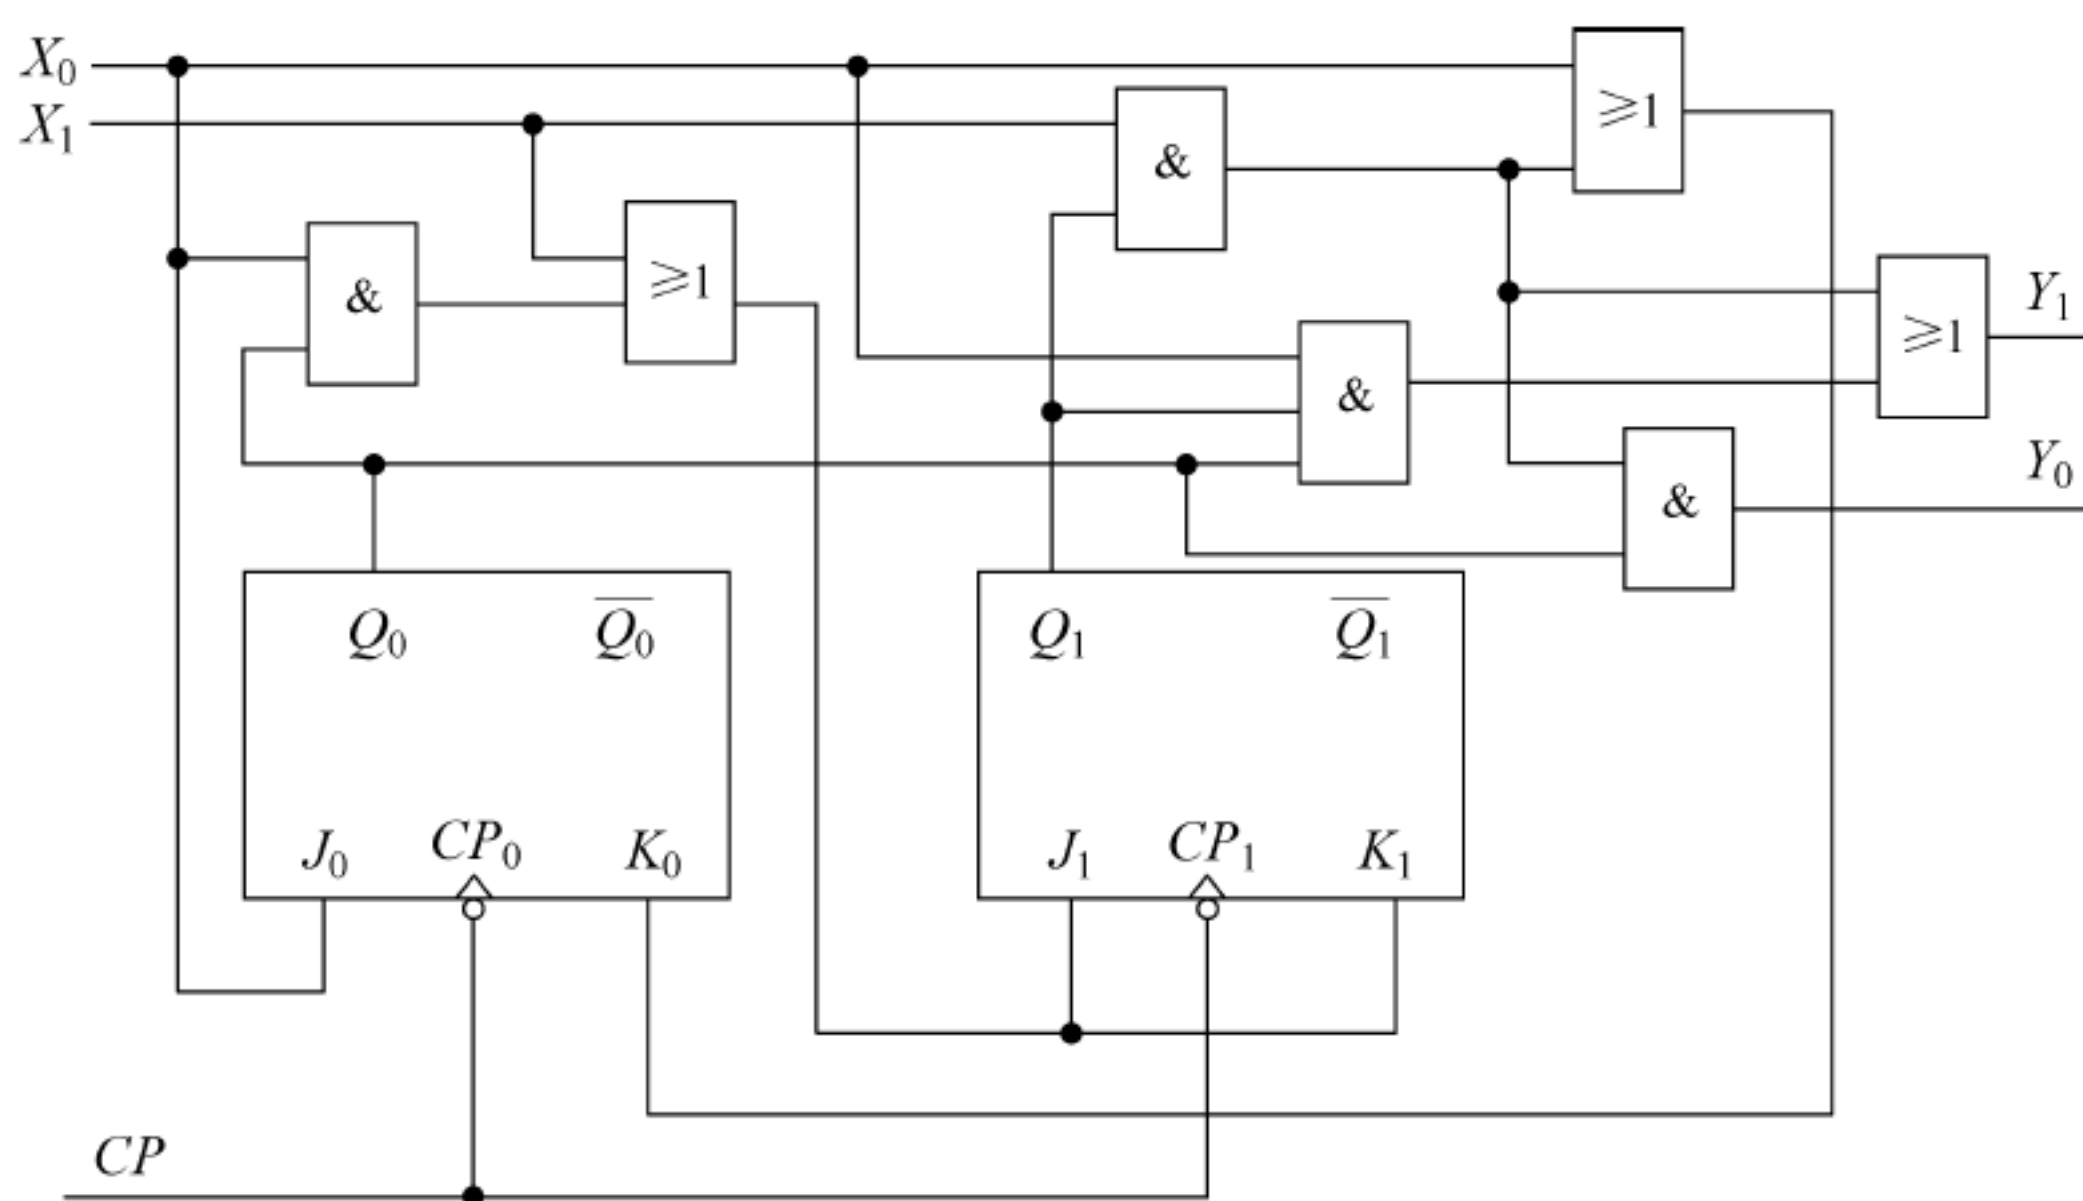 X₀
X₁
≥1
&
≥1
&
Y₁
≥1
&
Y₀
&
Q₀ Q̅₀ Q₁ Q̅₁
J₀ CP₀ K₀ J₁ CP₁ K₁
CP